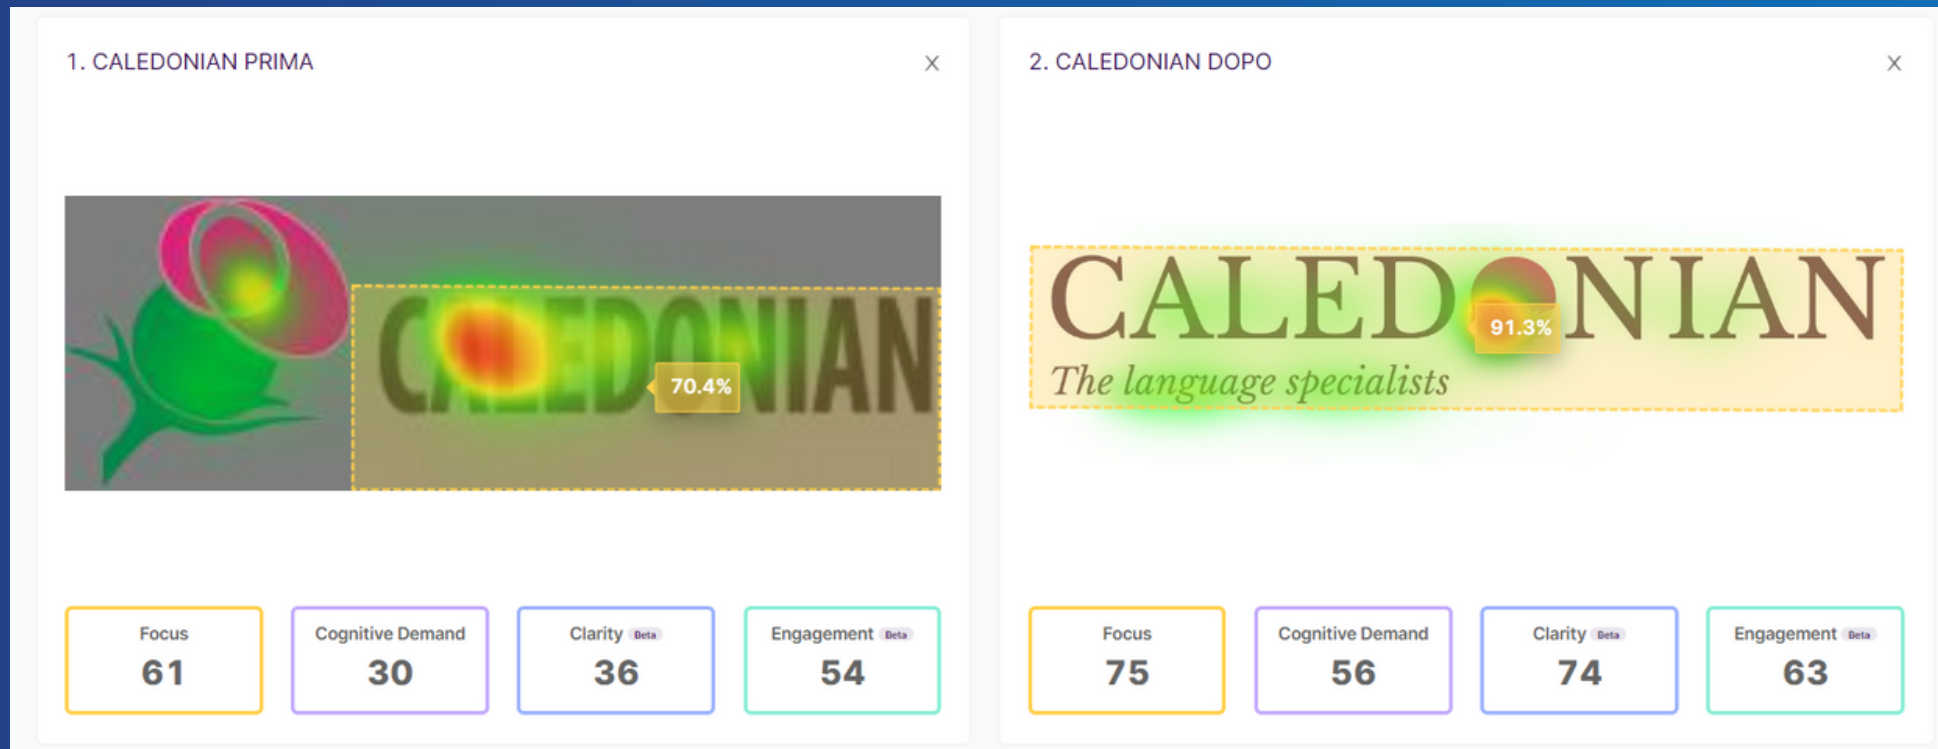 1. CALEDONIAN PRIMA
X
CALEDONIAN
70.4%
Focus
61
Cognitive Demand
30
Clarity Beta
36
Engagement Beta
54
2. CALEDONIAN DOPO
X
CALEDONIAN
91.3%
The language specialists
Focus
75
Cognitive Demand
56
Clarity Beta
74
Engagement Beta
63